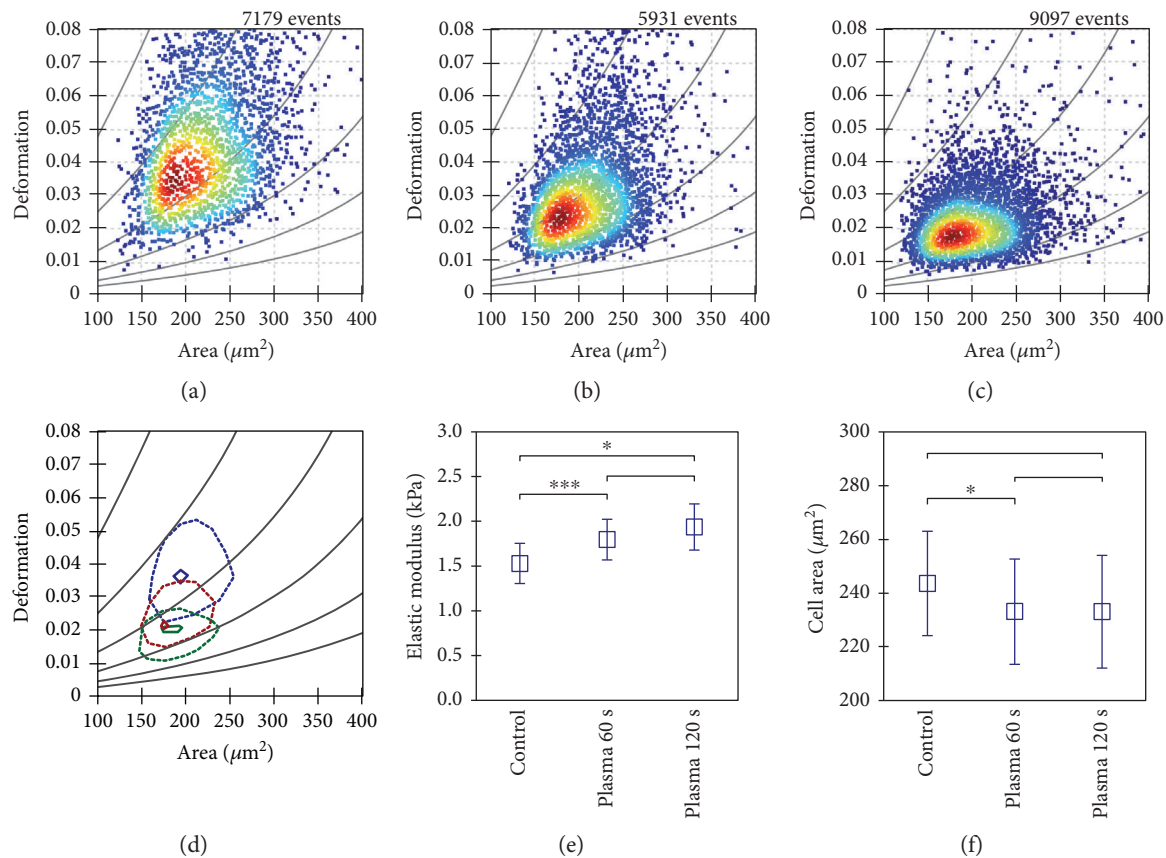 7179 events
0.08
0.07
0.06
0.05
0.04
0.03
0.02
0.01
0
Deformation
100 150 200 250 300 350 400
Area (μm²)
(a)
5931 events
0.08
0.07
0.06
0.05
0.04
0.03
0.02
0.01
0
Deformation
100 150 200 250 300 350 400
Area (μm²)
(b)
9097 events
0.08
0.07
0.06
0.05
0.04
0.03
0.02
0.01
0
Deformation
100 150 200 250 300 350 400
Area (μm²)
(c)
0.08
0.07
0.06
0.05
0.04
0.03
0.02
0.01
0
Deformation
100 150 200 250 300 350 400
Area (μm²)
(d)
3.0
2.5
2.0
1.5
1.0
0.5
0.0
Elastic modulus (kPa)
*
***
Control
Plasma 60 s
Plasma 120 s
(e)
300
280
260
240
220
200
Cell area (μm²)
*
Control
Plasma 60 s
Plasma 120 s
(f)